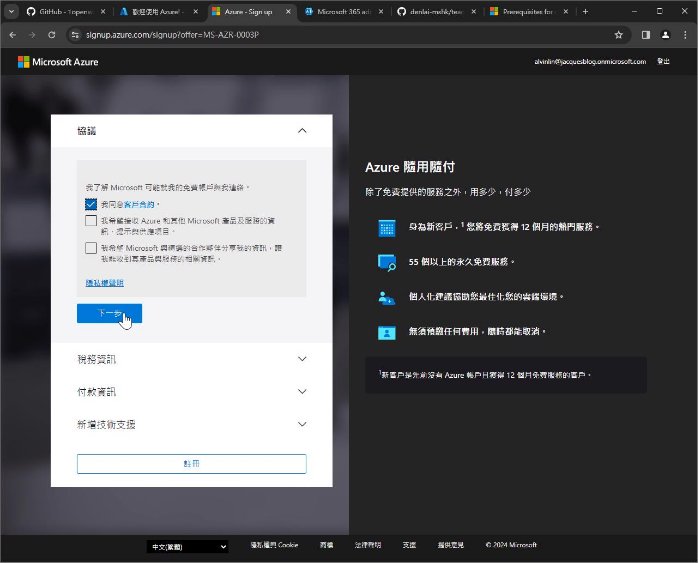 GitHub - 1openw
歡迎使用 Azure! -
Azure - Sign up
Microsoft 365 ad
denlai-mshk/tea
Prerequisites for
signup.azure.com/signup?offer=MS-AZR-0003P
Microsoft Azure
alvinlin@jacquesblog.onmicrosoft.com
登出
協議
我了解 Microsoft 可能就我的免費帳戶與我連絡。
我同意客戶合約。
我希望接收 Azure 和其他 Microsoft 產品及服務的資
訊、提示與供應項目。
我希望 Microsoft 與精選的合作夥伴分享我的資訊，讓
我能收到其產品與服務的相關資訊。
隱私權聲明
下一步
稅務資訊
付款資訊
新增技術支援
註冊
Azure 隨用隨付
除了免費提供的服務之外，用多少，付多少
身為新客戶，1 您將免費獲得 12 個月的熱門服務。
55 個以上的永久免費服務。
個人化建議協助您最佳化您的雲端環境。
無須預繳任何費用，隨時都能取消。
1新客戶是先前沒有 Azure 帳戶且獲得 12 個月免費服務的客戶。
中文(繁體)
隱私權與 Cookie
商標
法律聲明
支援
提供意見
© 2024 Microsoft